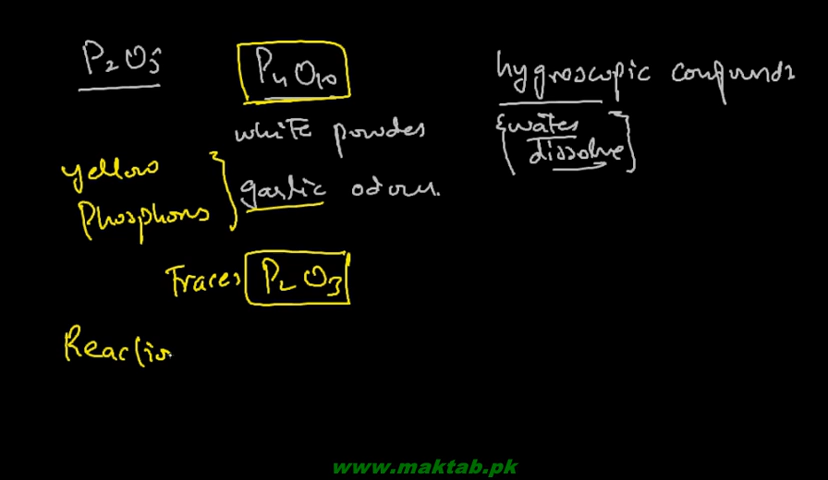 P2O5 P4O10
hygroscopic compounds
white powder
{water
dissolve}
yellow
Phosphorus
garlic odour.
Traces P2O3
Reaction
www.maktab.pk